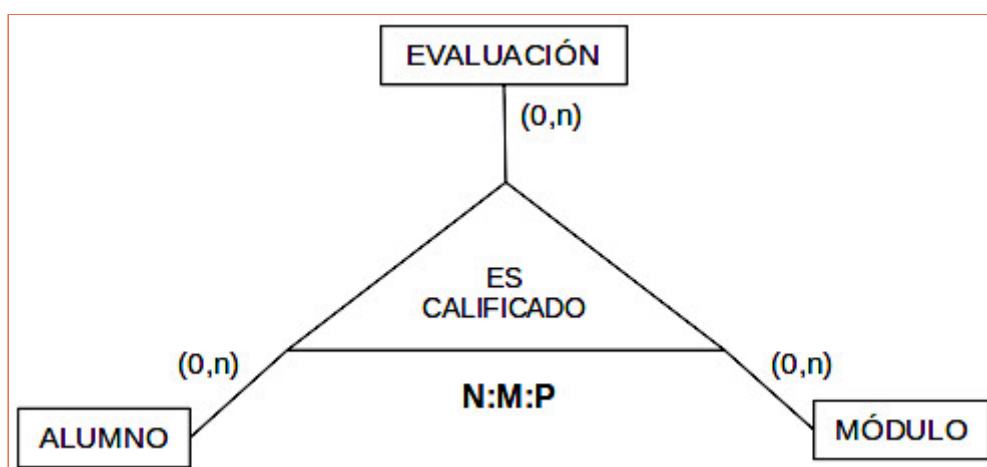 EVALUACIÓN
(0,n)
ES
CALIFICADO
(0,n)
(0,n)
N:M:P
ALUMNO
MÓDULO